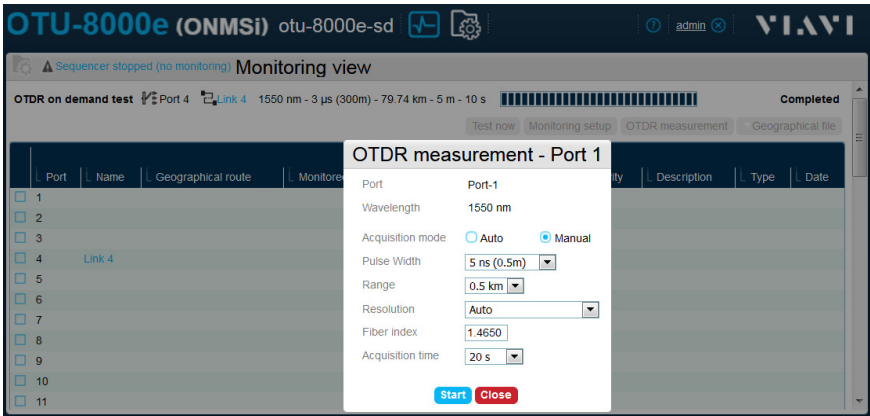 OTU-8000e (ONMSi) otu-8000e-sd ? admin VIAVI
Sequencer stopped (no monitoring) Monitoring view
OTDR on demand test Port 4 Link 4 1550 nm - 3 µs (300m) - 79.74 km - 5 m - 10 s Completed
Test now Monitoring setup OTDR measurement Geographical file
OTDR measurement - Port 1
Port Name Geographical route Description Type Date
Port Port-1
Wavelength 1550 nm
Acquisition mode Auto Manual
Pulse Width 5 ns (0.5m)
Range 0.5 km
Resolution Auto
Fiber index 1.4650
Acquisition time 20 s
Start Close
1
2
3
4 Link 4
5
6
7
8
9
10
11